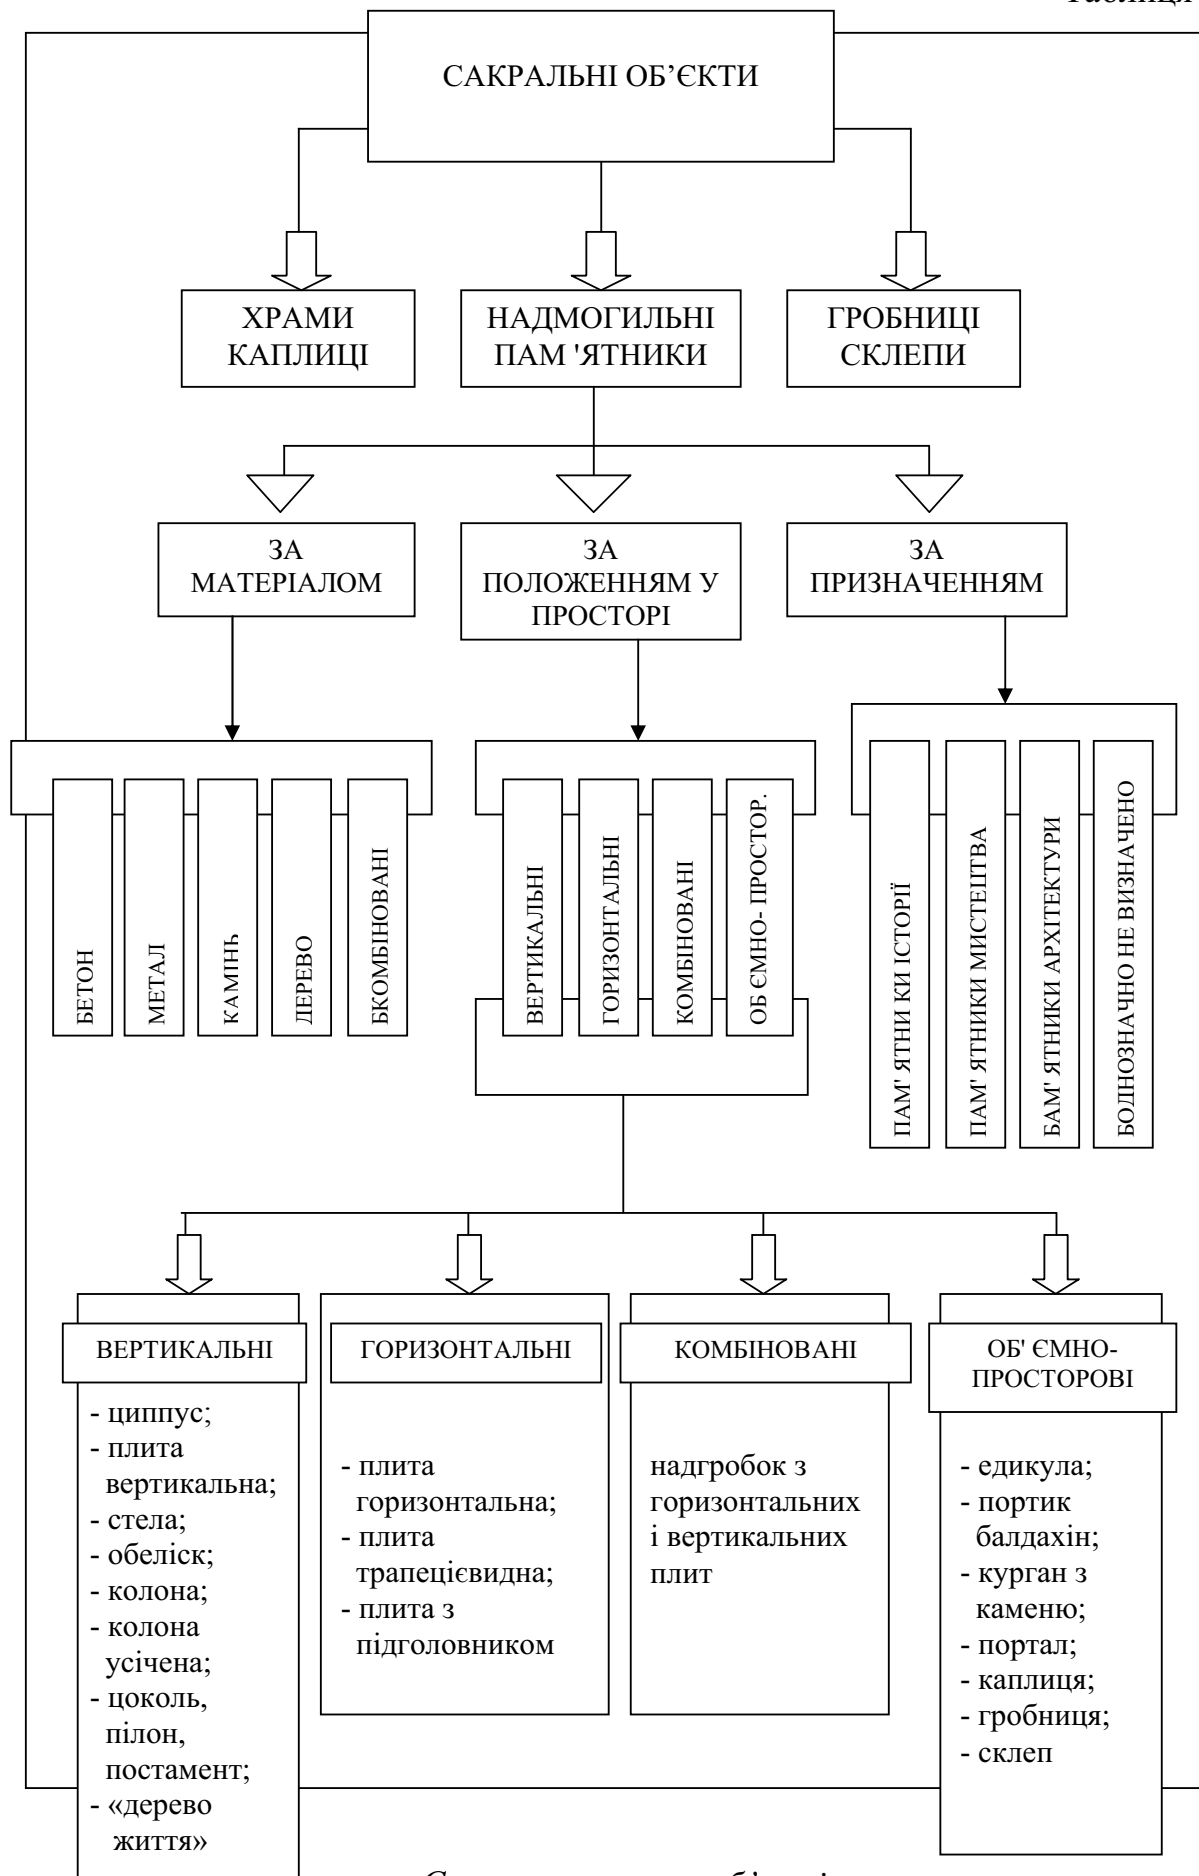 САКРАЛЬНІ ОБ’ЄКТИ
ХРАМИ
КАПЛИЦІ
НАДМОГИЛЬНІ
ПАМ 'ЯТНИКИ
ГРОБНИЦІ
СКЛЕПИ
ЗА
МАТЕРІАЛОМ
ЗА
ПОЛОЖЕННЯМ У
ПРОСТОРІ
ЗА
ПРИЗНАЧЕННЯМ
БЕТОН
МЕТАЛ
КАМІНЬ
ДЕРЕВО
БКОМБІНОВАНІ
ВЕРТИКАЛЬНІ
ГОРИЗОНТАЛЬНІ
КОМБІНОВАНІ
ОБ ЄМНО- ПРОСТОР.
ПАМ' ЯТНИ КИ ІСТОРІЇ
ПАМ' ЯТНИКИ МИСТЕПТВА
БАМ' ЯТНИКИ АРХІТЕКТУРИ
БОДНОЗНАЧНО НЕ ВИЗНАЧЕНО
ВЕРТИКАЛЬНІ
- циппус;
- плита
вертикальна;
- стела;
- обеліск;
- колона;
- колона
усічена;
- цоколь,
пілон,
постамент;
- «дерево
життя»
ГОРИЗОНТАЛЬНІ
- плита
горизонтальна;
- плита
трапецієвидна;
- плита з
підголовником
КОМБІНОВАНІ
надгробок з
горизонтальних
і вертикальних
плит
ОБ' ЄМНО-
ПРОСТОРОВІ
- едикула;
- портик
балдахін;
- курган з
каменю;
- портал;
- каплиця;
- гробниця;
- склеп